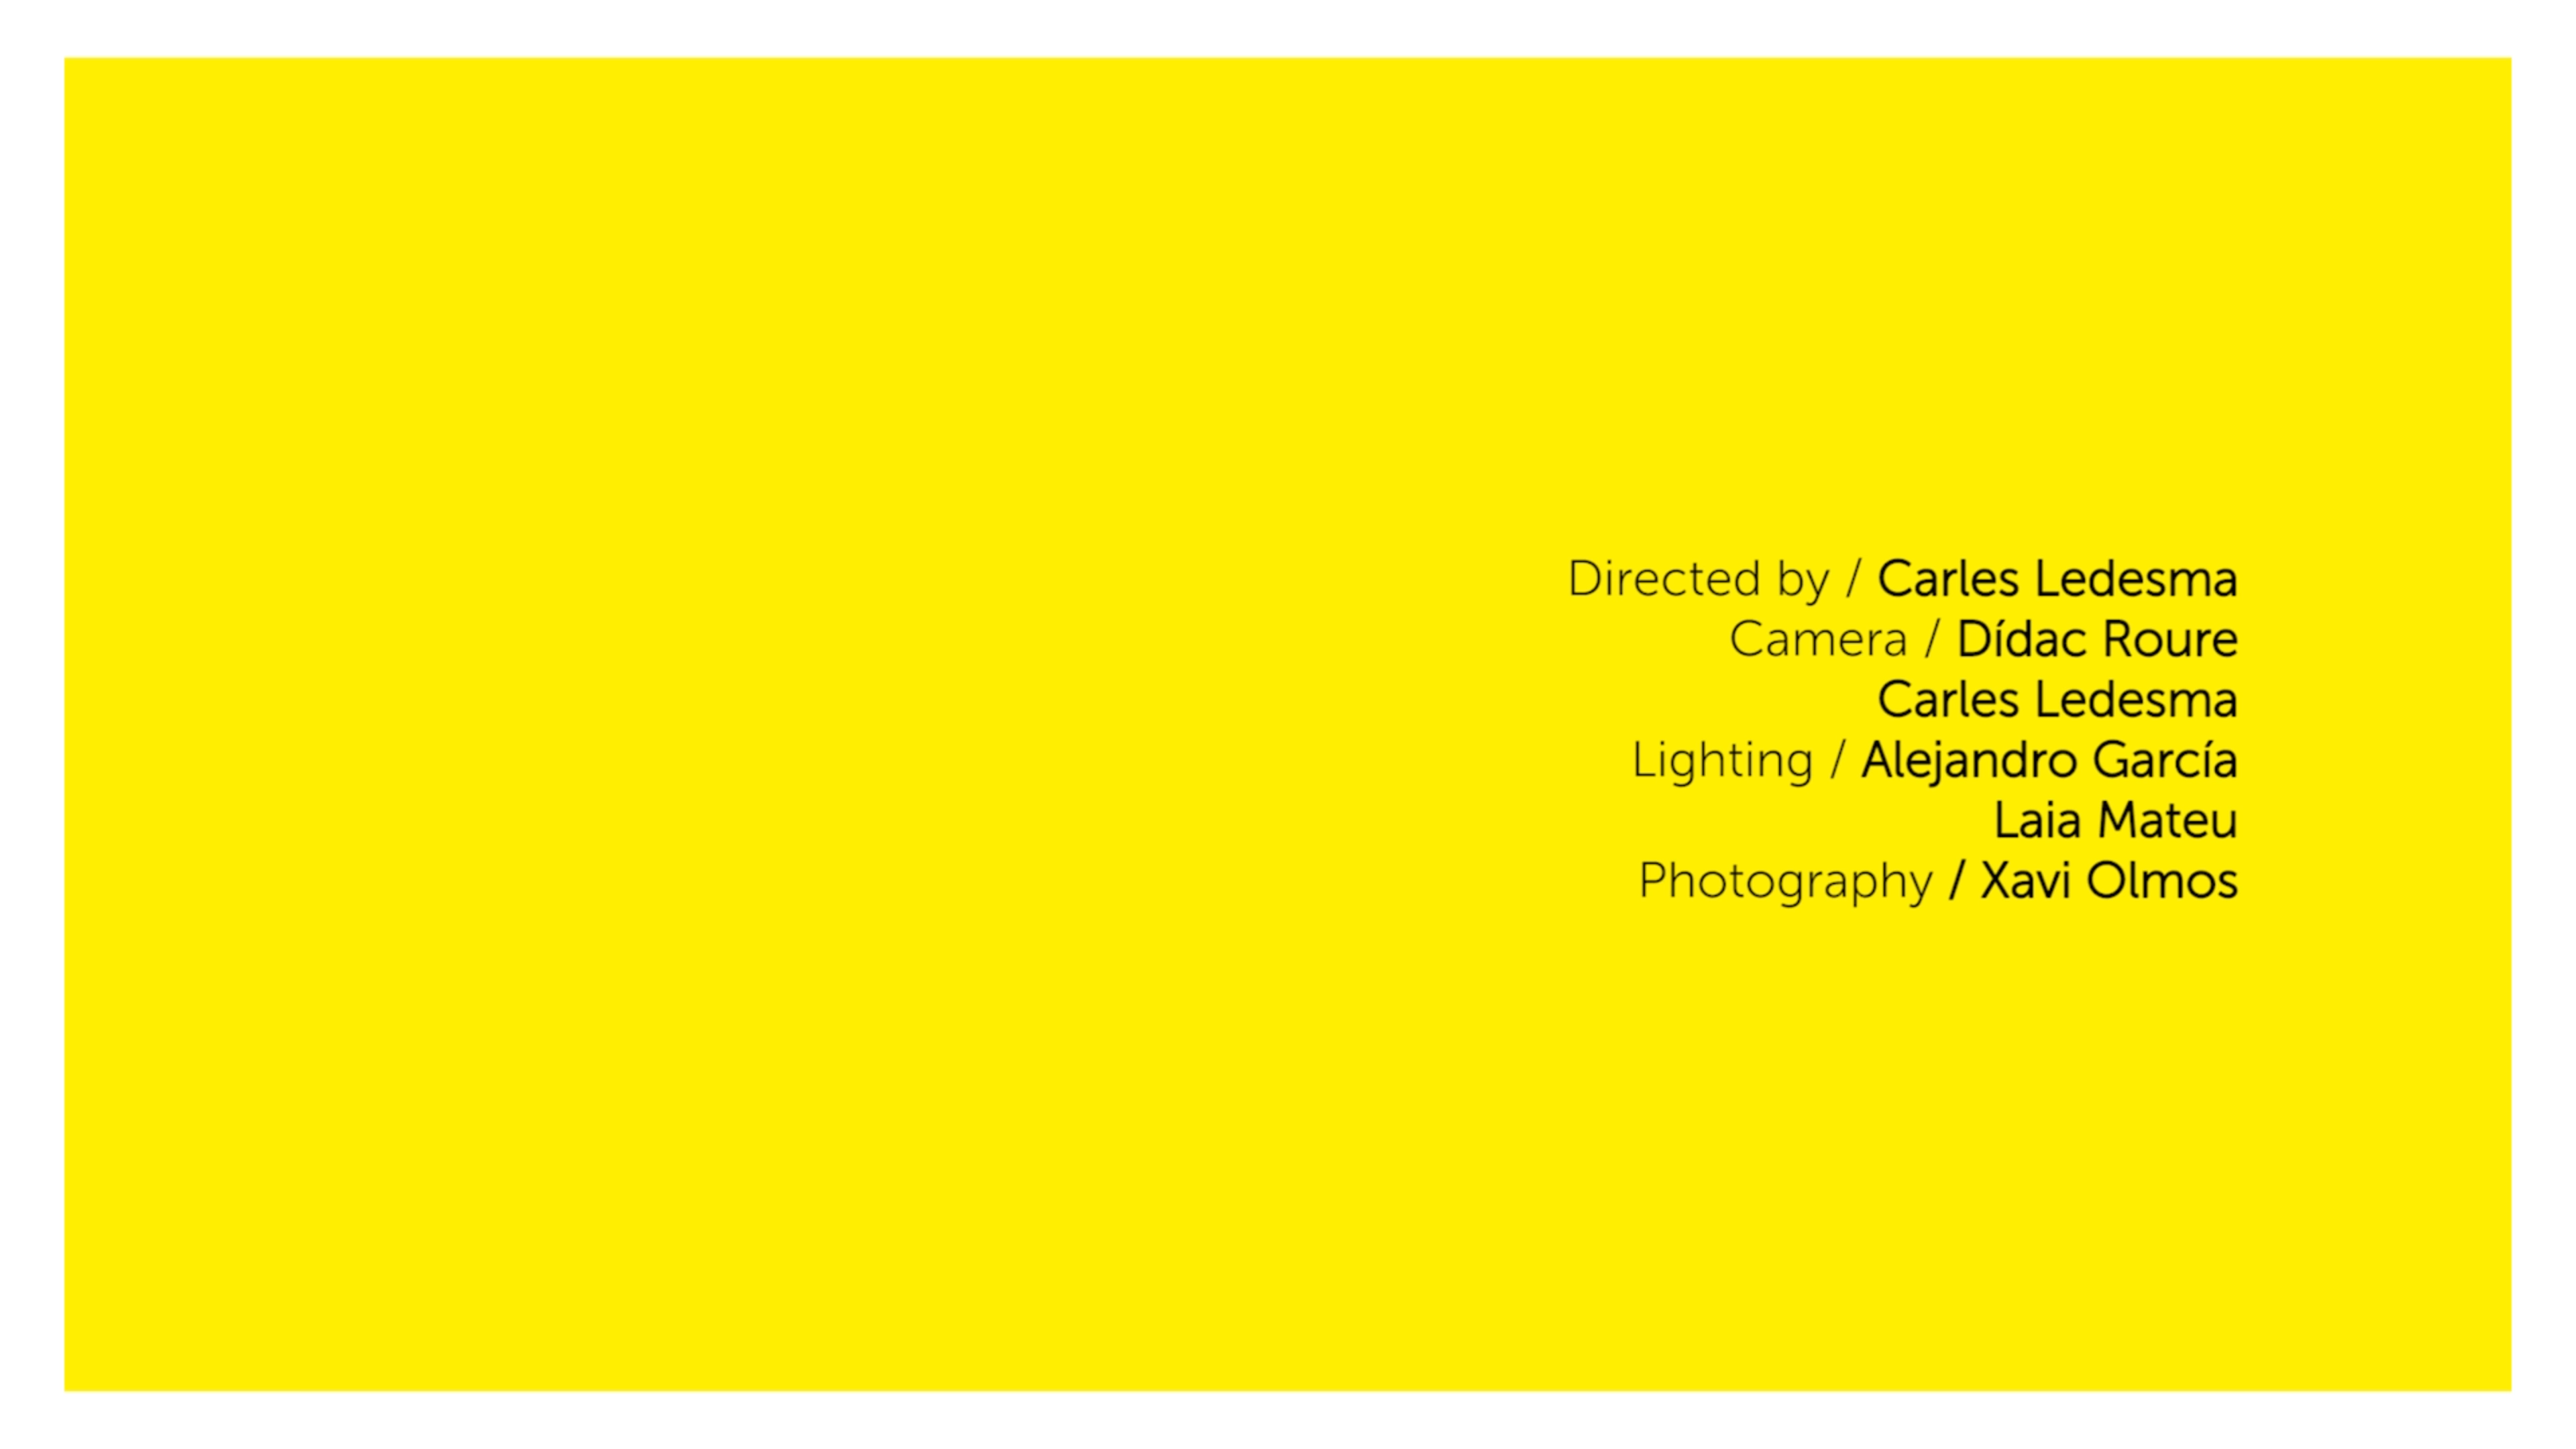 Directed by / Carles Ledesma
Camera / Dídac Roure
Carles Ledesma
Lighting / Alejandro García
Laia Mateu
Photography / Xavi Olmos